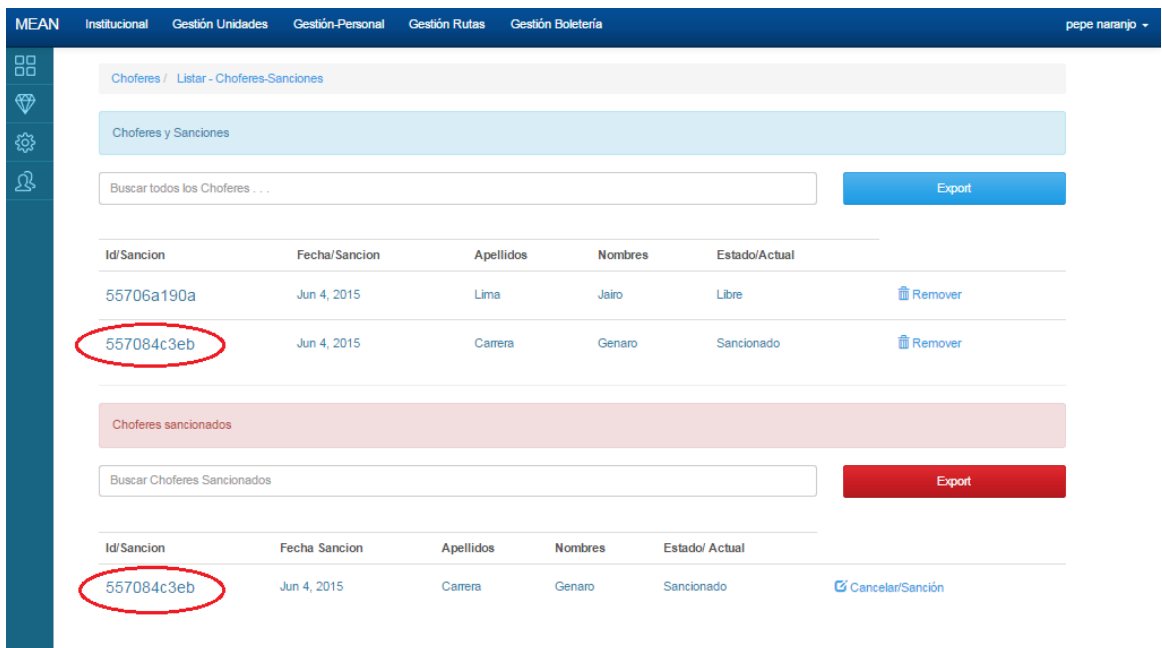 MEAN Institucional Gestión Unidades Gestión-Personal Gestión Rutas Gestión Boletería pepe naranjo
Choferes / Listar - Choferes-Sanciones
Choferes y Sanciones
Buscar todos los Choferes . . . Export
Id/Sancion Fecha/Sancion Apellidos Nombres Estado/Actual
55706a190a Jun 4, 2015 Lima Jairo Libre Remover
557084c3eb Jun 4, 2015 Carrera Genaro Sancionado Remover
Choferes sancionados
Buscar Choferes Sancionados Export
Id/Sancion Fecha Sancion Apellidos Nombres Estado/ Actual
557084c3eb Jun 4, 2015 Carrera Genaro Sancionado Cancelar/Sanción